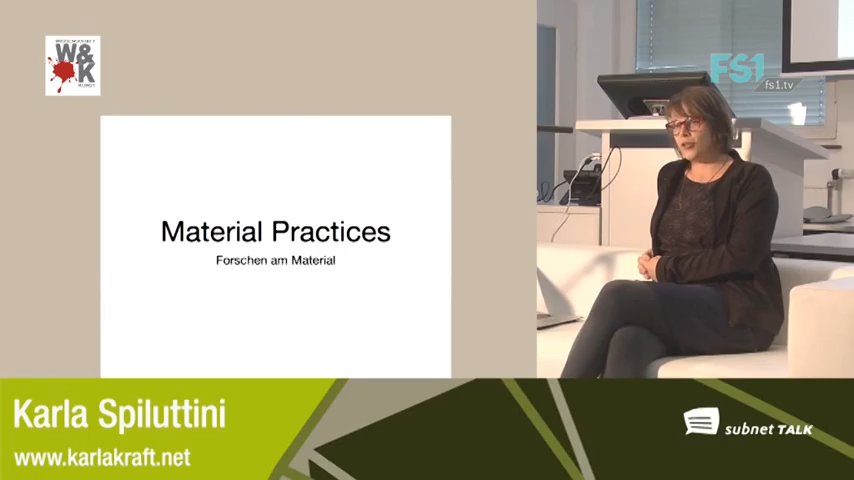 W&
K
FS1
fs1.tv
Material Practices
Forschen am Material
Karla Spiluttini
www.karlakraft.net
subnet TALK